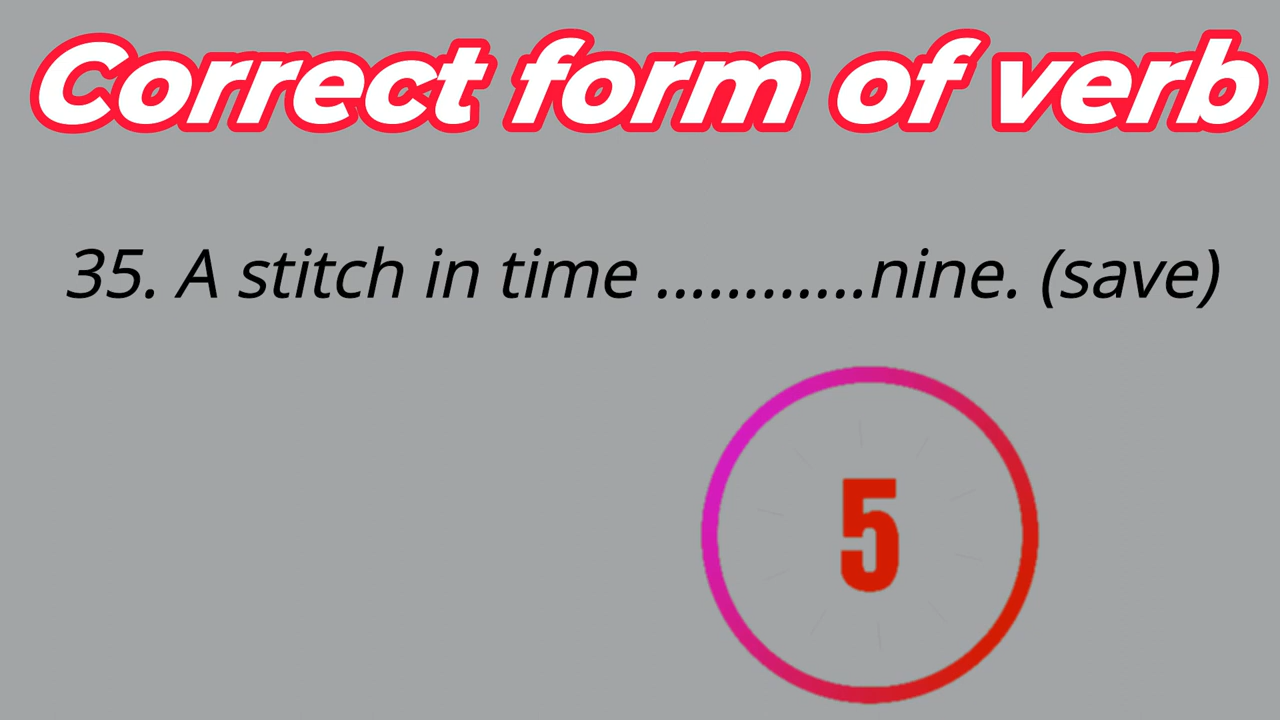 Correct form of verb
35. A stitch in time ............nine. (save)
5